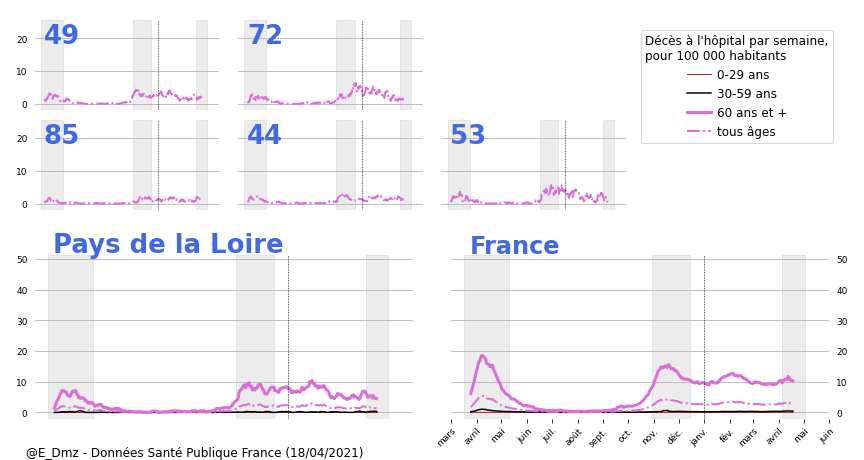 49
72
20
10
0
Décès à l'hôpital par semaine,
pour 100 000 habitants
0-29 ans
30-59 ans
60 ans et +
tous âges
85
44
53
20
10
0
Pays de la Loire
France
50
40
30
20
10
0
50
40
30
20
10
0
mars
avril
mai
juin
juil.
août
sept.
oct.
nov.
déc.
janv.
fév.
mars
avril
mai
juin
@E_Dmz - Données Santé Publique France (18/04/2021)